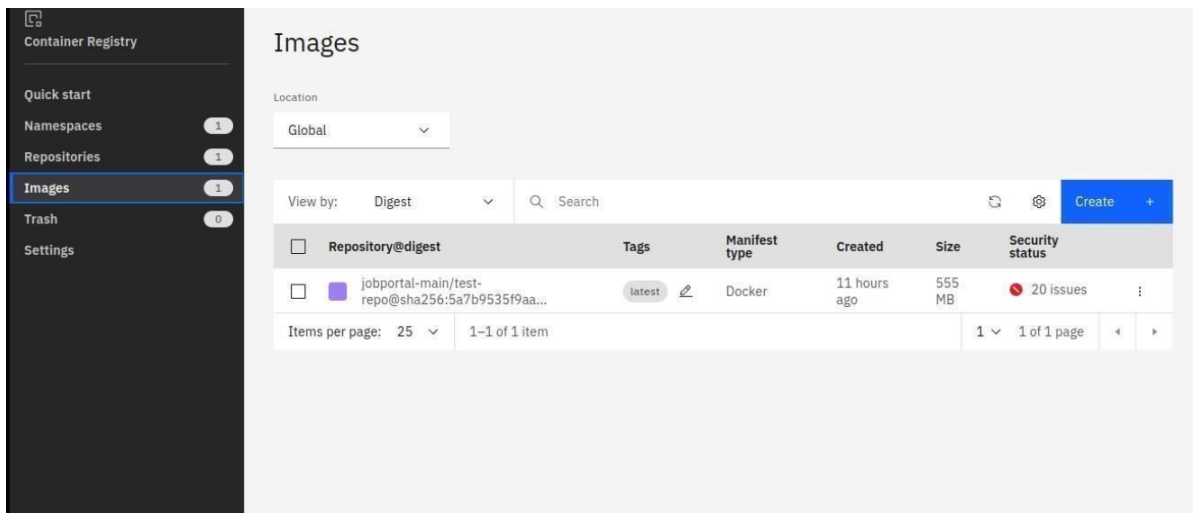 Container Registry
Quick start
Namespaces 1
Repositories 1
Images 1
Trash 0
Settings
Images
Location
Global
View by: Digest
Search
Create +
Repository@digest Tags Manifest type Created Size Security status
jobportal-main/test-
repo@sha256:5a7b9535f9aa...
latest
Docker
11 hours
ago
555
MB
20 issues
Items per page: 25
1–1 of 1 item
1
1 of 1 page